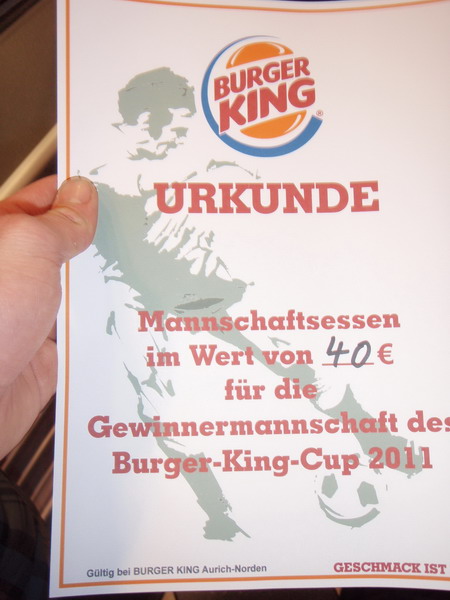 BURGER
KING®
URKUNDE
Mannschaftsessen
im Wert von 40 €
für die
Gewinnermannschaft des
Burger-King-Cup 2011
Gültig bei BURGER KING Aurich-Norden
GESCHMACK IST